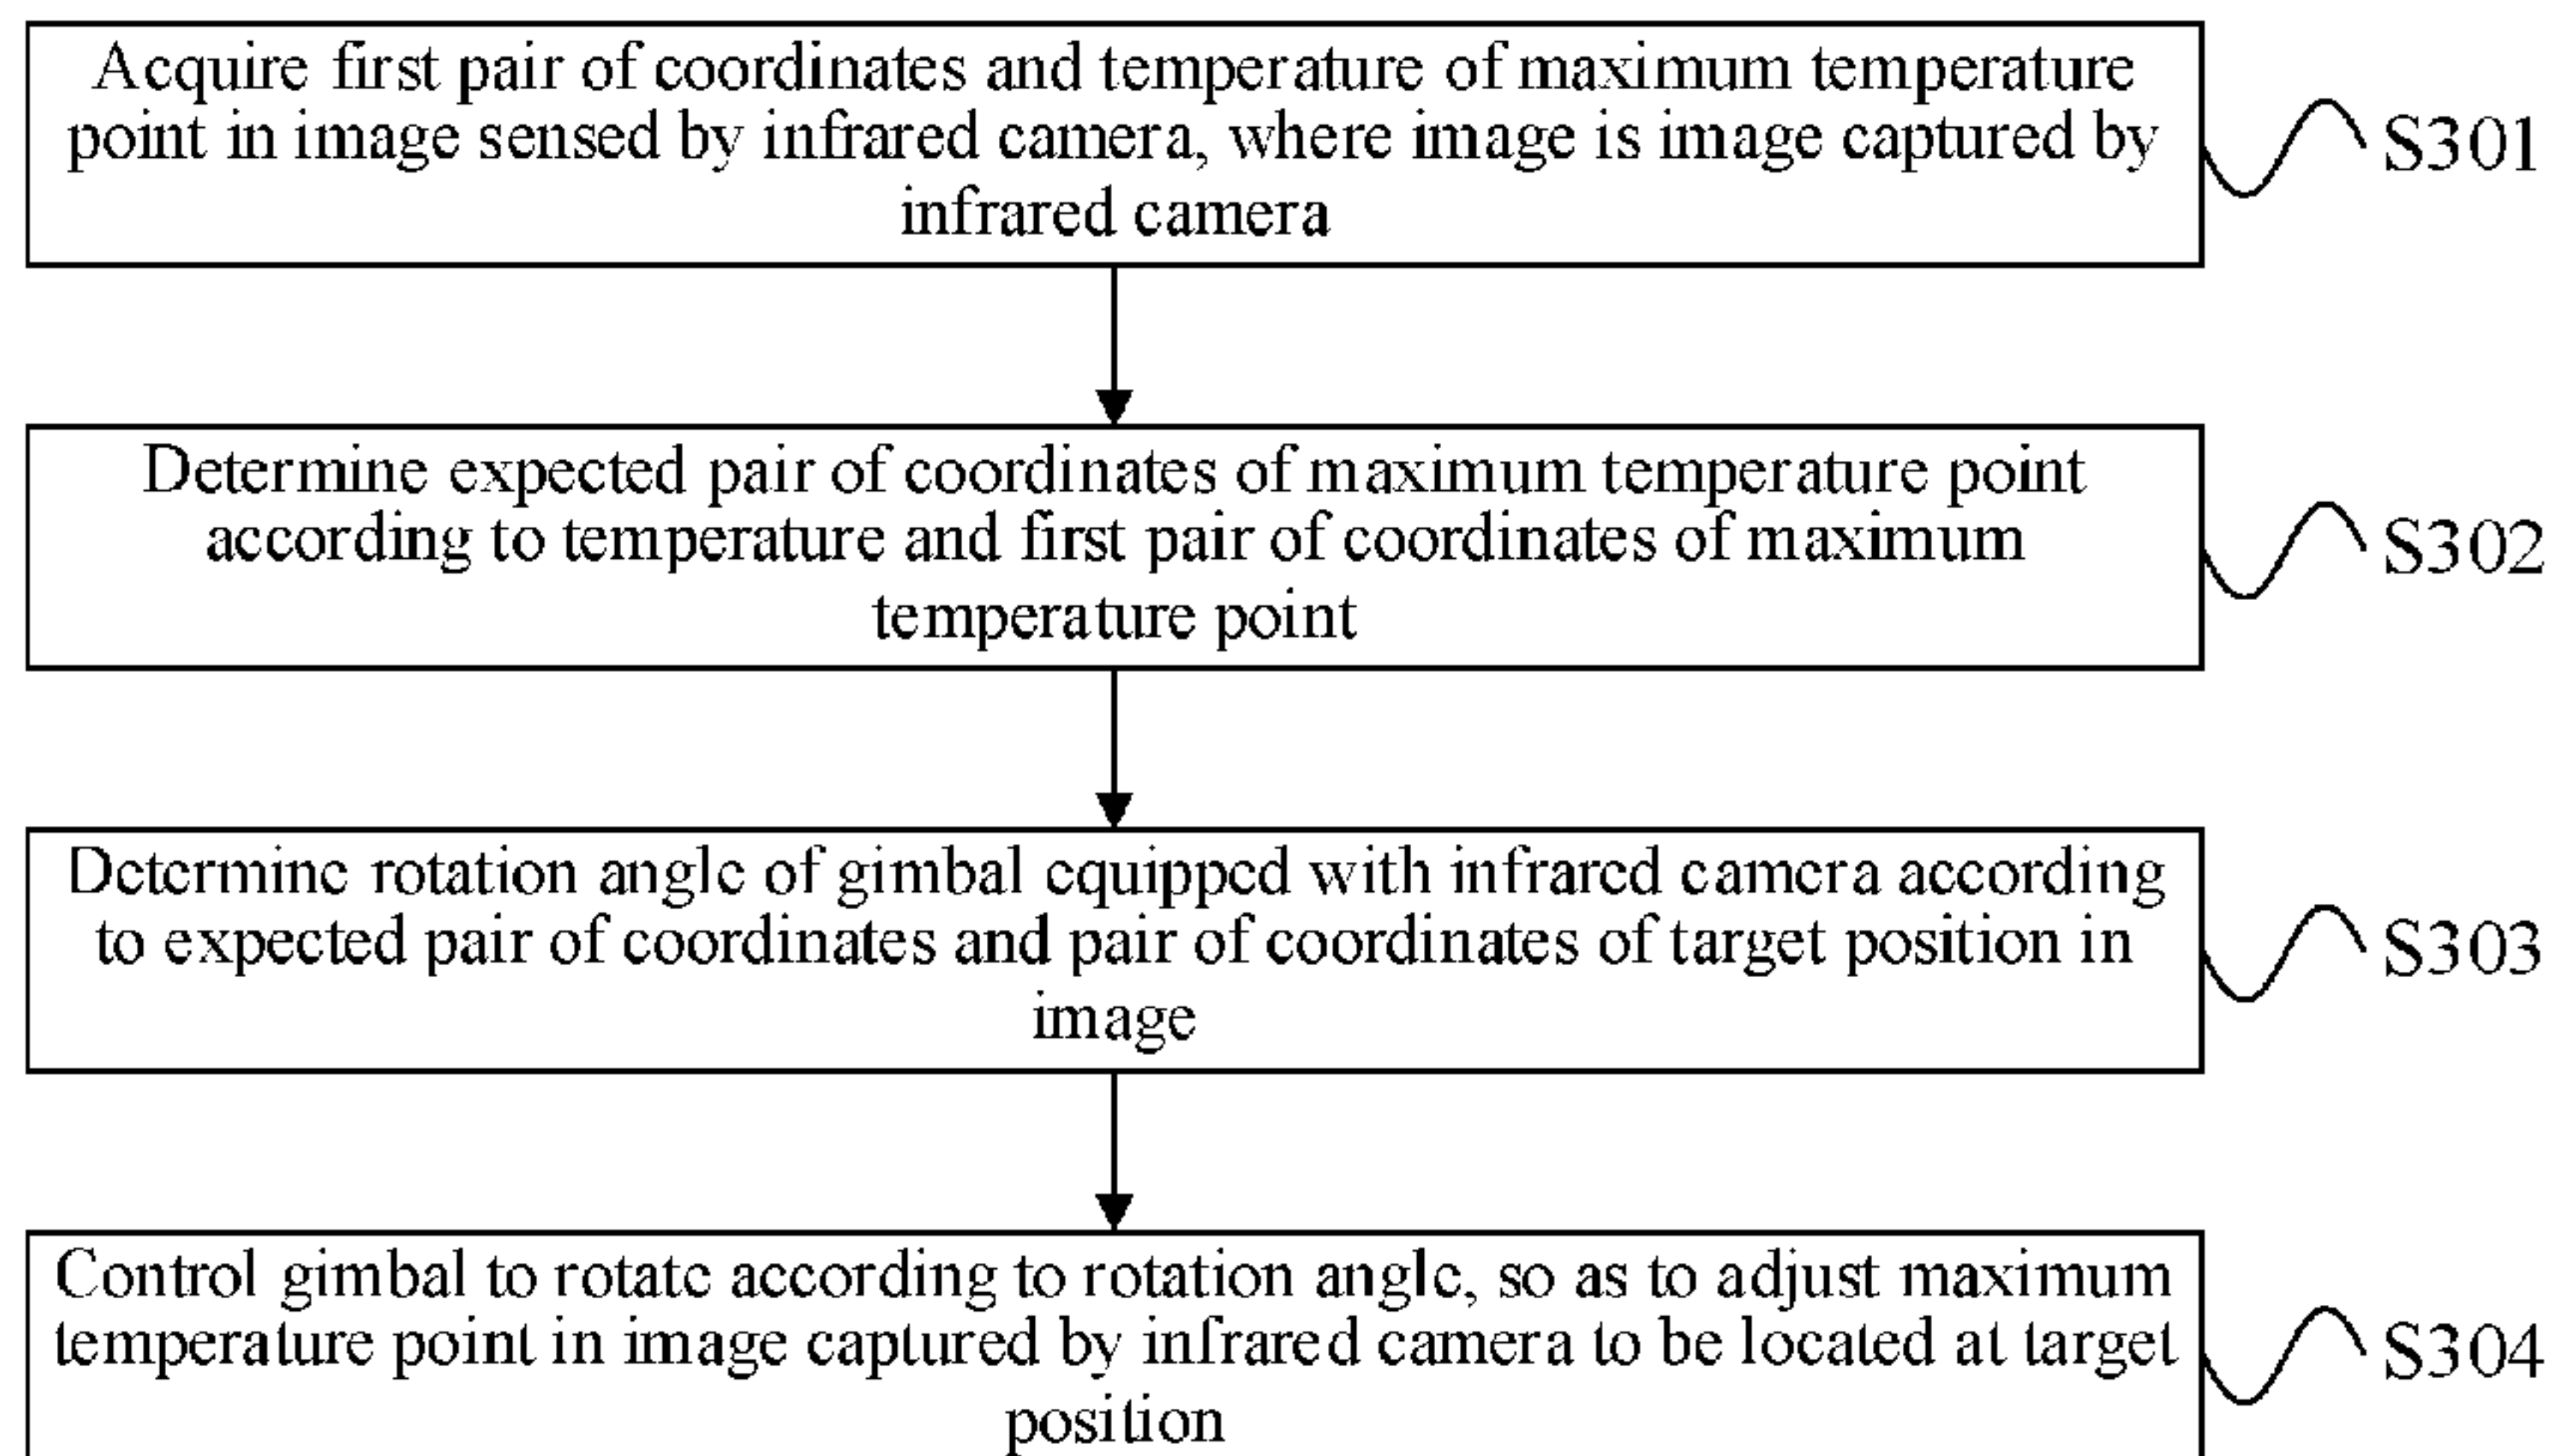 Acquire first pair of coordinates and temperature of maximum temperature
point in image sensed by infrared camera, where image is image captured by
infrared camera
S301
Determine expected pair of coordinates of maximum temperature point
according to temperature and first pair of coordinates of maximum
temperature point
S302
Determine rotation angle of gimbal equipped with infrared camera according
to expected pair of coordinates and pair of coordinates of target position in
image
S303
Control gimbal to rotate according to rotation angle, so as to adjust maximum
temperature point in image captured by infrared camera to be located at target
position
S304